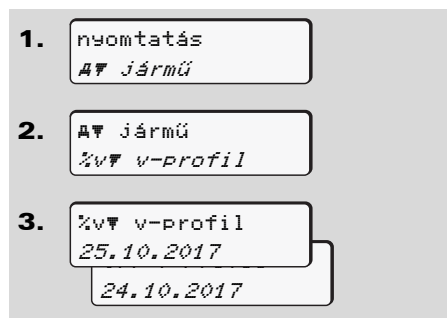 1. nyomtatás
A▼ jármű
2. A▼ jármű
%v▼ v-profil
3. %v▼ v-profil
25.10.2017
24.10.2017